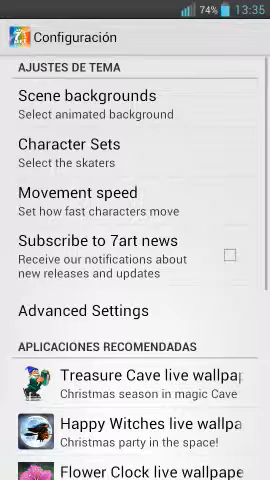 74% 13:35
Configuración
AJUSTES DE TEMA
Scene backgrounds
Select animated background
Character Sets
Select the skaters
Movement speed
Set how fast characters move
Subscribe to 7art news
Receive our notifications about
new releases and updates
Advanced Settings
APLICACIONES RECOMENDADAS
Treasure Cave live wallpap
Christmas season in magic Cave
Happy Witches live wallpa
Christmas party in the space!
Flower Clock live wallpape